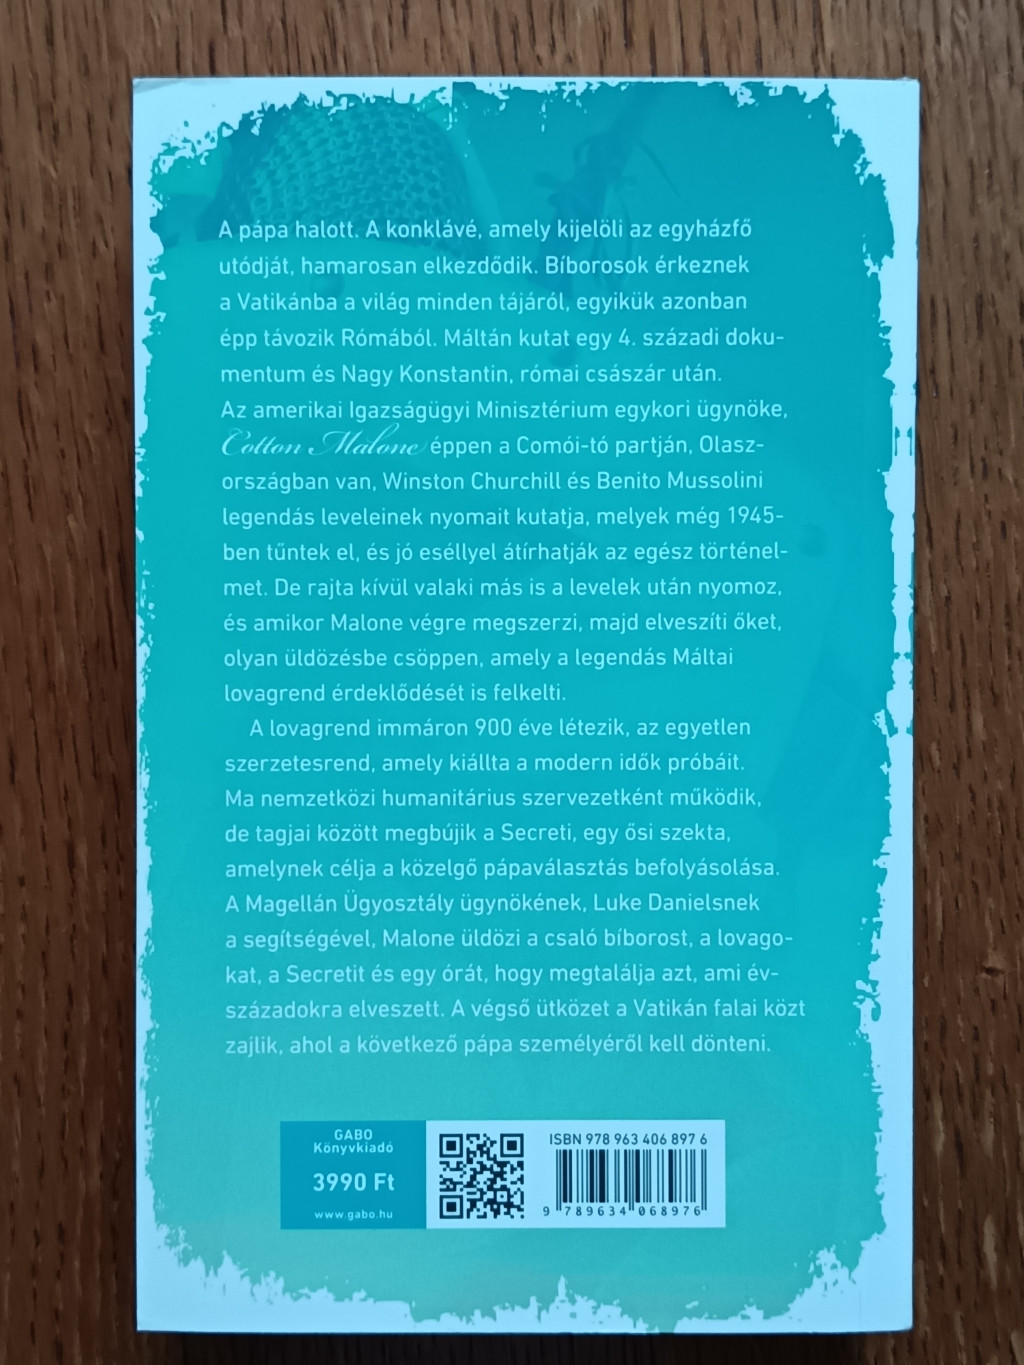 A pápa halott. A konklávé, amely kijelöli az egyházfő
utódját, hamarosan elkezdődik. Bíborosok érkeznek
a Vatikánba a világ minden tájáról, egyikük azonban
épp távozik Rómából. Máltán kutat egy 4. századi doku-
mentum és Nagy Konstantin, római császár után.
Az amerikai Igazságügyi Minisztérium egykori ügynöke,
Cotton Malone éppen a Comói-tó partján, Olasz-
országban van, Winston Churchill és Benito Mussolini
legendás leveleinek nyomait kutatja, melyek még 1945-
ben tűntek el, és jó eséllyel átírhatják az egész történel-
met. De rajta kívül valaki más is a levelek után nyomoz,
és amikor Malone végre megszerzi, majd elveszíti őket,
olyan üldözésbe csöppen, amely a legendás Máltai
lovagrend érdeklődését is felkelti.
A lovagrend immáron 900 éve létezik, az egyetlen
szerzetesrend, amely kiállta a modern idők próbáit.
Ma nemzetközi humanitárius szervezetként működik,
de tagjai között megbújik a Secreti, egy ősi szekta,
amelynek célja a közelgő pápaválasztás befolyásolása.
A Magellán Ügyosztály ügynökének, Luke Danielsnek
a segítségével, Malone üldözi a csaló bíborost, a lovago-
kat, a Secretit és egy órát, hogy megtalálja azt, ami év-
századokra elveszett. A végső ütközet a Vatikán falai közt
zajlik, ahol a következő pápa személyéről kell dönteni.
GABO
Könyvkiadó
3990 Ft
www.gabo.hu
ISBN 978 963 406 897 6
9 789634 068976